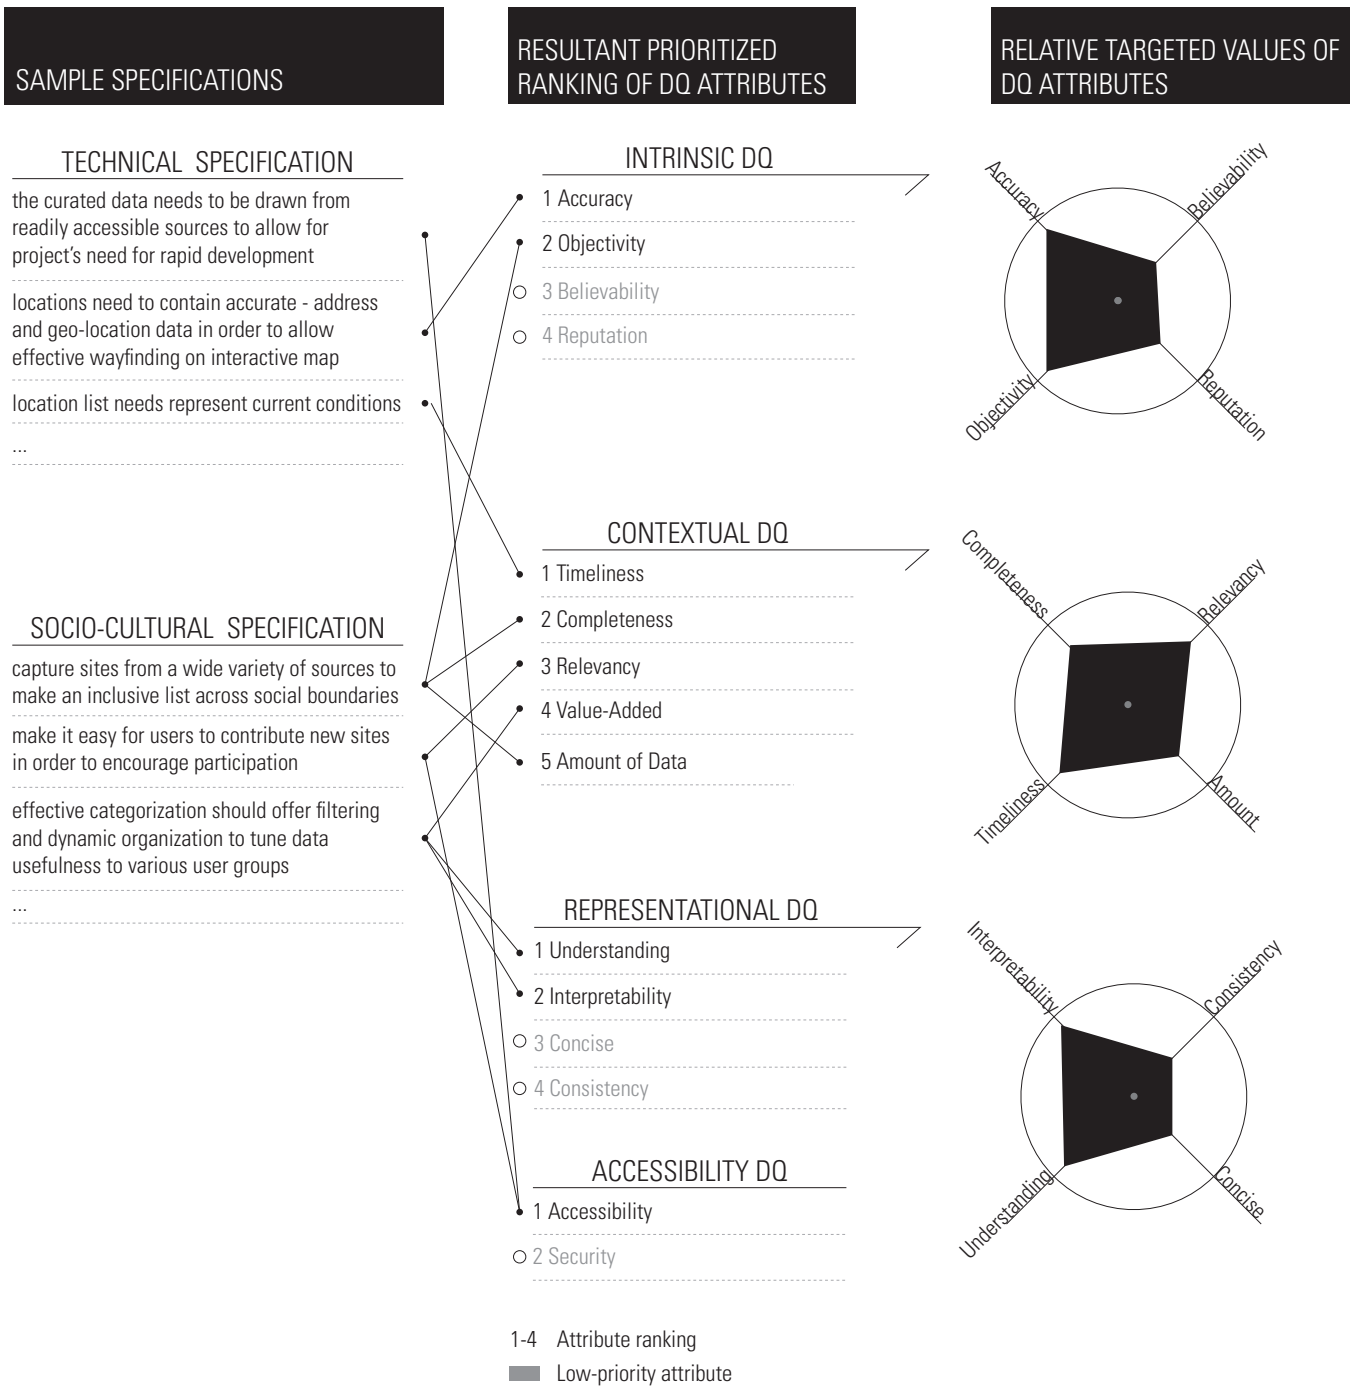 SAMPLE SPECIFICATIONS
TECHNICAL SPECIFICATION
the curated data needs to be drawn from
readily accessible sources to allow for
project's need for rapid development
locations need to contain accurate - address
and geo-location data in order to allow
effective wayfinding on interactive map
location list needs represent current conditions
...
SOCIO-CULTURAL SPECIFICATION
capture sites from a wide variety of sources to
make an inclusive list across social boundaries
make it easy for users to contribute new sites
in order to encourage participation
effective categorization should offer filtering
and dynamic organization to tune data
usefulness to various user groups
...
RESULTANT PRIORITIZED
RANKING OF DQ ATTRIBUTES
INTRINSIC DQ
1 Accuracy
2 Objectivity
3 Believability
4 Reputation
CONTEXTUAL DQ
1 Timeliness
2 Completeness
3 Relevancy
4 Value-Added
5 Amount of Data
REPRESENTATIONAL DQ
1 Understanding
2 Interpretability
3 Concise
4 Consistency
ACCESSIBILITY DQ
1 Accessibility
2 Security
1-4 Attribute ranking
Low-priority attribute
RELATIVE TARGETED VALUES OF
DQ ATTRIBUTES
Accuracy
Believability
Objectivity
Reputation
Completeness
Relevancy
Timeliness
Amount
Interpretability
Consistency
Understanding
Concise